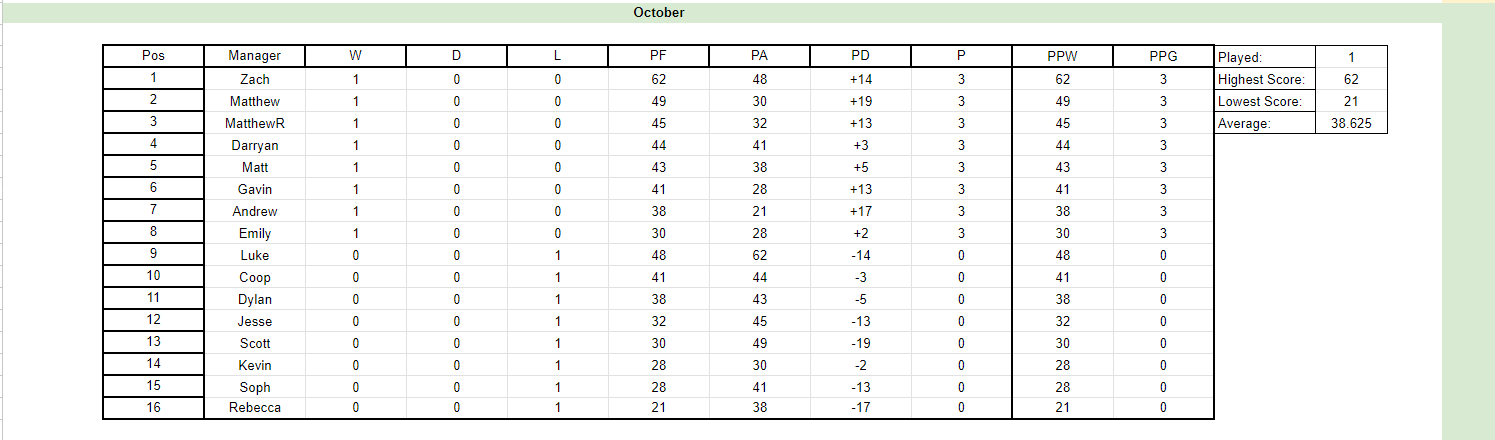 October
Pos Manager W D L PF PA PD P PPW PPG Played: 1
1 Zach 1 0 0 62 48 +14 3 62 3 Highest Score: 62
2 Matthew 1 0 0 49 30 +19 3 49 3 Lowest Score: 21
3 MatthewR 1 0 0 45 32 +13 3 45 3 Average: 38.625
4 Darryan 1 0 0 44 41 +3 3 44 3
5 Matt 1 0 0 43 38 +5 3 43 3
6 Gavin 1 0 0 41 28 +13 3 41 3
7 Andrew 1 0 0 38 21 +17 3 38 3
8 Emily 1 0 0 30 28 +2 3 30 3
9 Luke 0 0 1 48 62 -14 0 48 0
10 Coop 0 0 1 41 44 -3 0 41 0
11 Dylan 0 0 1 38 43 -5 0 38 0
12 Jesse 0 0 1 32 45 -13 0 32 0
13 Scott 0 0 1 30 49 -19 0 30 0
14 Kevin 0 0 1 28 30 -2 0 28 0
15 Soph 0 0 1 28 41 -13 0 28 0
16 Rebecca 0 0 1 21 38 -17 0 21 0